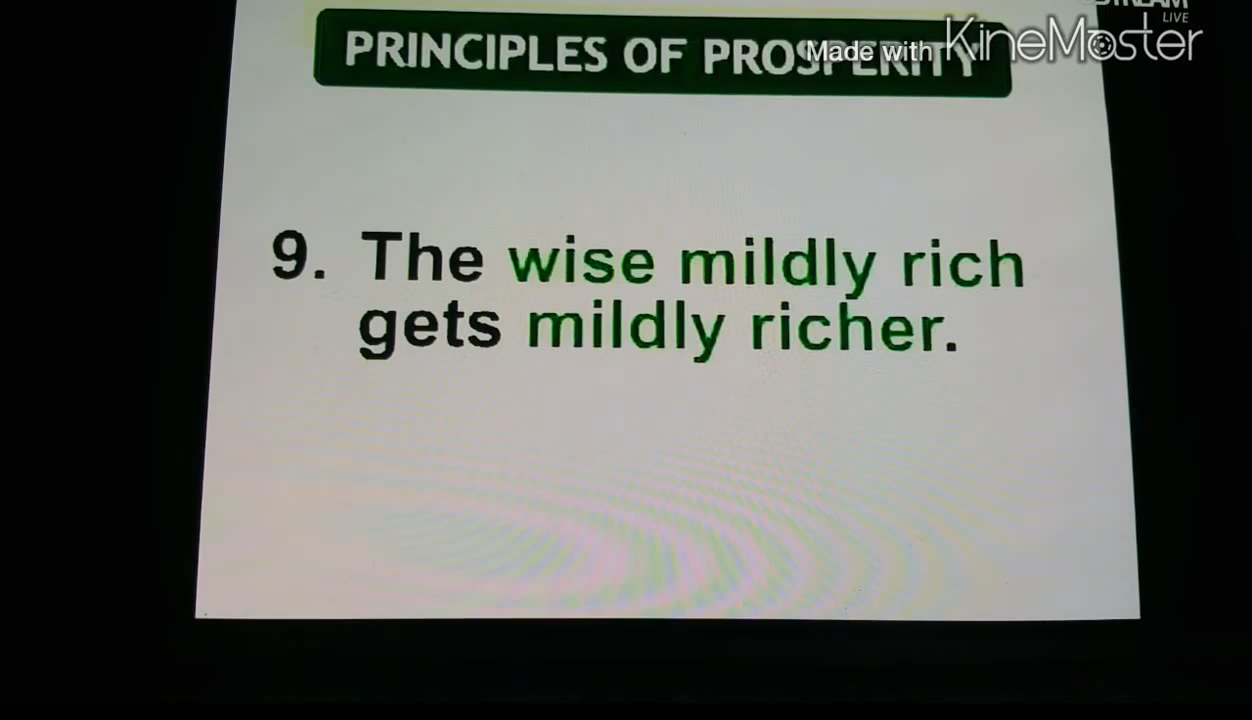 LIVE
PRINCIPLES OF PROSPERITY
Made with KineMaster
9. The wise mildly rich
gets mildly richer.